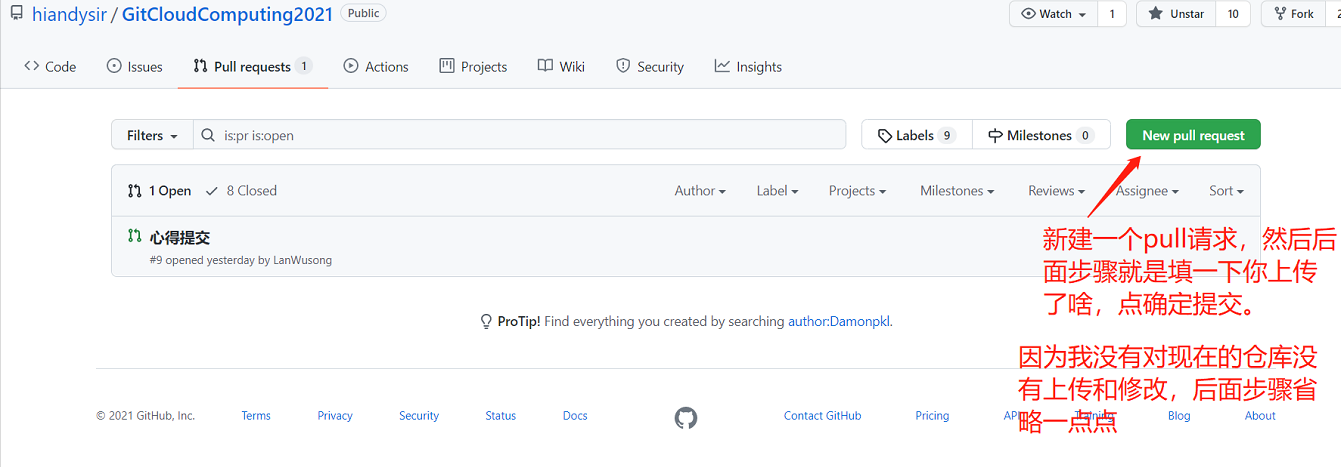 hiandysir / GitCloudComputing2021 Public Watch 1 Unstar 10 Fork 2
Code Issues Pull requests 1 Actions Projects Wiki Security Insights
Filters is:pr is:open Labels 9 Milestones 0 New pull request
1 Open 8 Closed Author Label Projects Milestones Reviews Assignee Sort
心得提交
#9 opened yesterday by LanWusong
新建一个pull请求，然后后
面步骤就是填一下你上传
了啥，点确定提交。
ProTip! Find everything you created by searching author:Damonpkl.
因为我没有对现在的仓库没
有上传和修改，后面步骤省
略一点点
© 2021 GitHub, Inc. Terms Privacy Security Status Docs Contact GitHub Pricing API Training Blog About